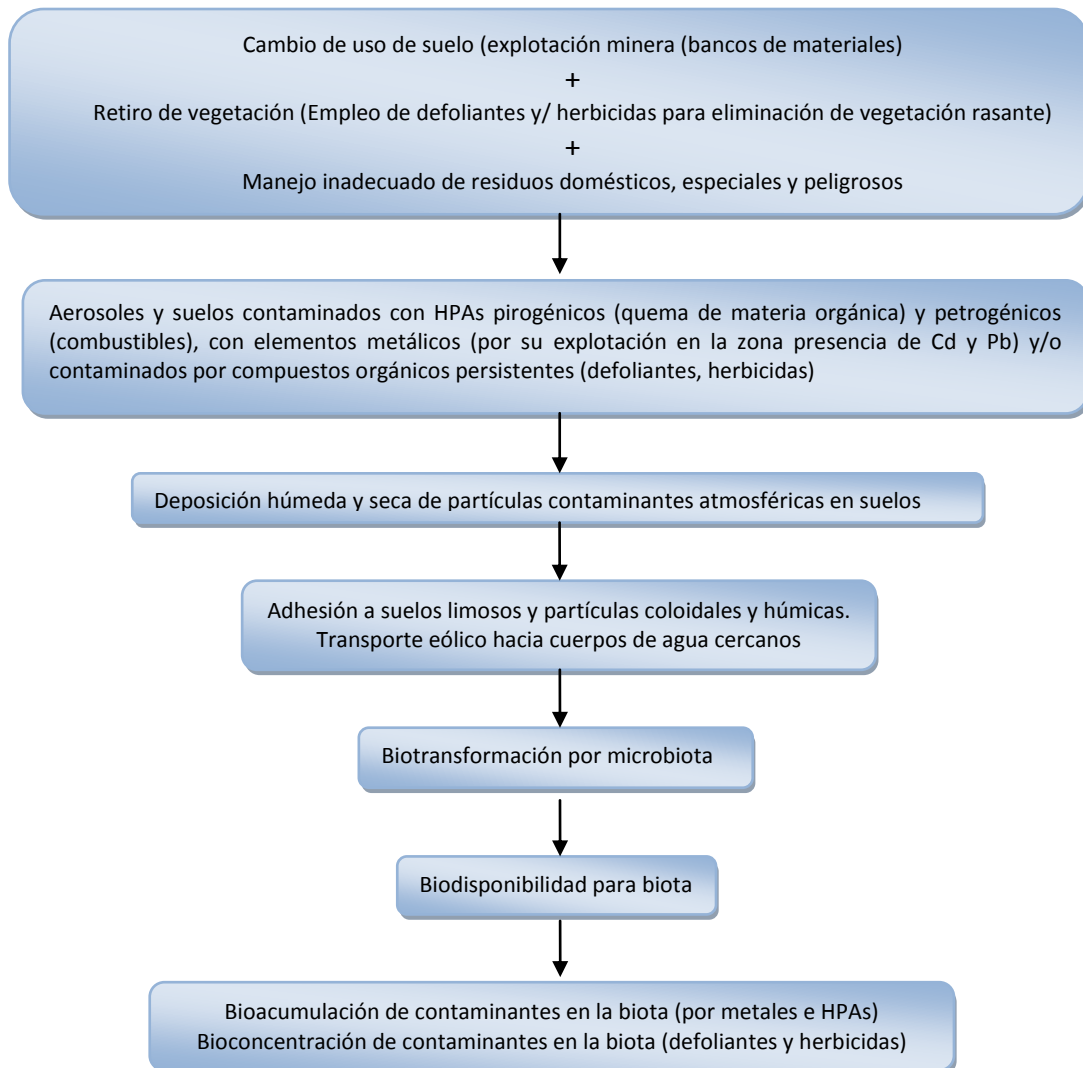 Cambio de uso de suelo (explotación minera (bancos de materiales)
+
Retiro de vegetación (Empleo de defoliantes y/ herbicidas para eliminación de vegetación rasante)
+
Manejo inadecuado de residuos domésticos, especiales y peligrosos
Aerosoles y suelos contaminados con HPAs pirogénicos (quema de materia orgánica) y petrogénicos
(combustibles), con elementos metálicos (por su explotación en la zona presencia de Cd y Pb) y/o
contaminados por compuestos orgánicos persistentes (defoliantes, herbicidas)
Deposición húmeda y seca de partículas contaminantes atmosféricas en suelos
Adhesión a suelos limosos y partículas coloidales y húmicas.
Transporte eólico hacia cuerpos de agua cercanos
Biotransformación por microbiota
Biodisponibilidad para biota
Bioacumulación de contaminantes en la biota (por metales e HPAs)
Bioconcentración de contaminantes en la biota (defoliantes y herbicidas)